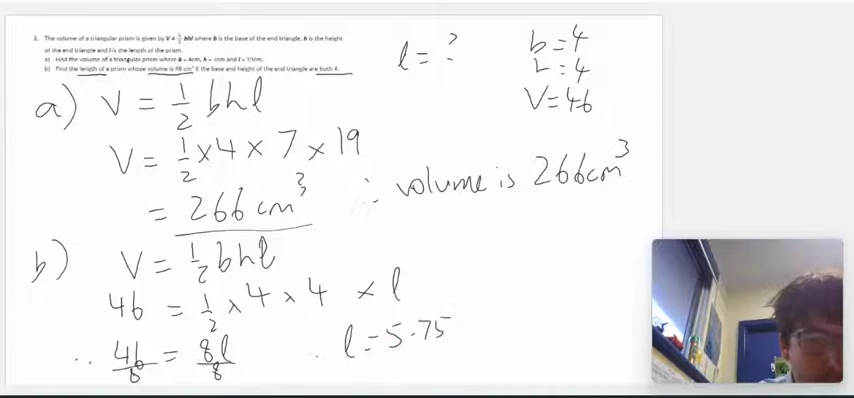 2. The volume of a triangular prism is given by V = 1/2 bhl where b is the base of the end triangle, h is the height
of the end triangle and l is the length of the prism.
a) Find the volume of a triangular prism where b = 4cm, h = 7cm and l = 19cm.
b) Find the length of a prism whose volume is 46 cm³ if the base and height of the end triangle are both 4.
l = ?
b = 4
h = 4
V = 46
a) V = 1/2 bhl
V = 1/2 × 4 × 7 × 19
= 266 cm³
∴ volume is 266cm³
b) V = 1/2 bhl
46 = 1/2 × 4 × 4 × l
∴ 46/8 = 8l/8
∴ l = 5.75